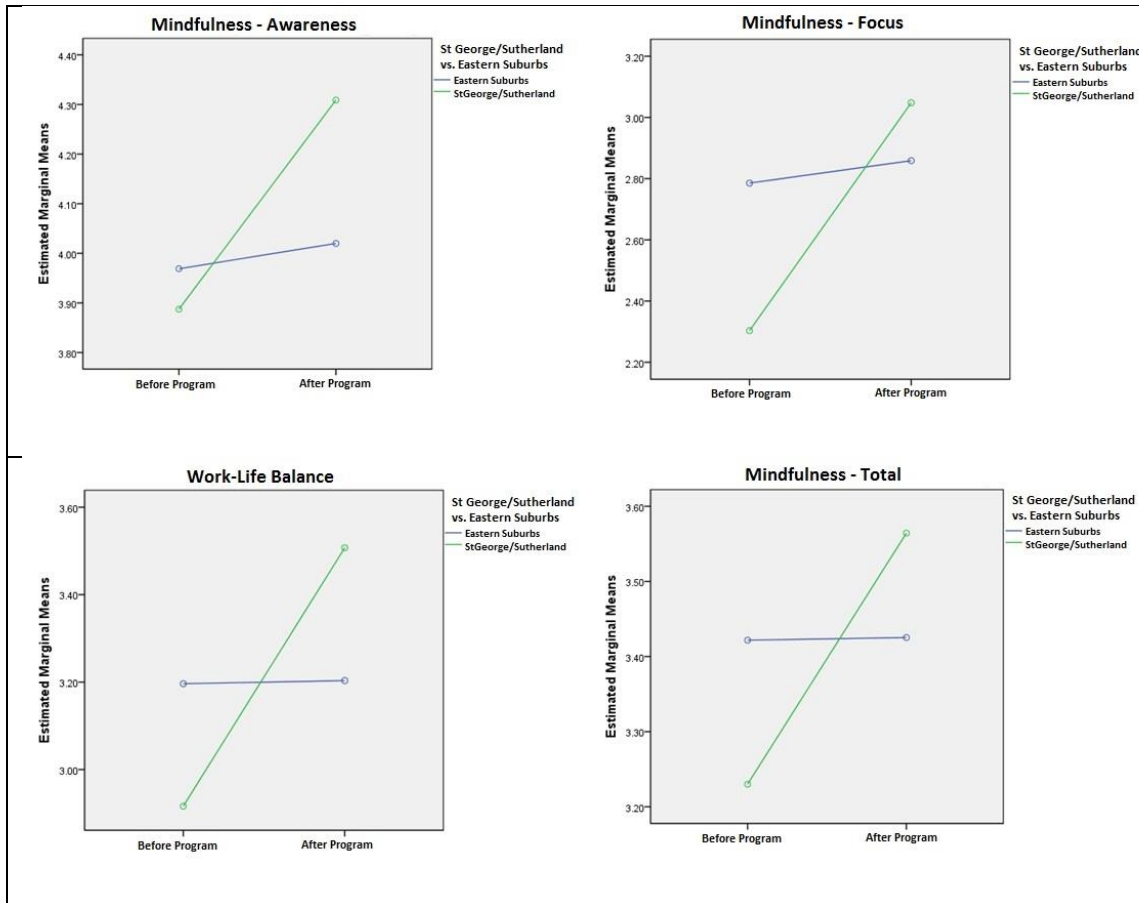 Mindfulness - Awareness
4.40
4.30
4.20
4.10
4.00
3.90
3.80
Estimated Marginal Means
Before Program
After Program
St George/Sutherland
vs. Eastern Suburbs
Eastern Suburbs
StGeorge/Sutherland
Mindfulness - Focus
3.20
3.00
2.80
2.60
2.40
2.20
Estimated Marginal Means
Before Program
After Program
St George/Sutherland
vs. Eastern Suburbs
Eastern Suburbs
StGeorge/Sutherland
Work-Life Balance
3.60
3.40
3.20
3.00
Estimated Marginal Means
Before Program
After Program
St George/Sutherland
vs. Eastern Suburbs
Eastern Suburbs
StGeorge/Sutherland
Mindfulness - Total
3.60
3.50
3.40
3.30
3.20
Estimated Marginal Means
Before Program
After Program
St George/Sutherland
vs. Eastern Suburbs
Eastern Suburbs
StGeorge/Sutherland